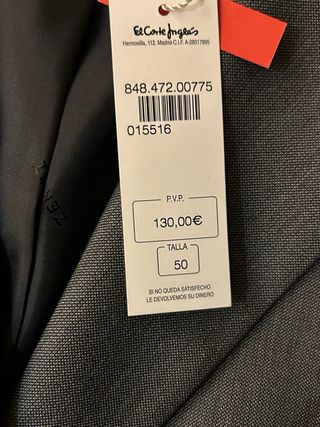 El Corte Inglés
Hermosilla, 112. Madrid-C.I.F. A-28017895
848.472.00775
015516
P.V.P.
130,00€
TALLA
50
SI NO QUEDA SATISFECHO
LE DEVOLVEMOS SU DINERO